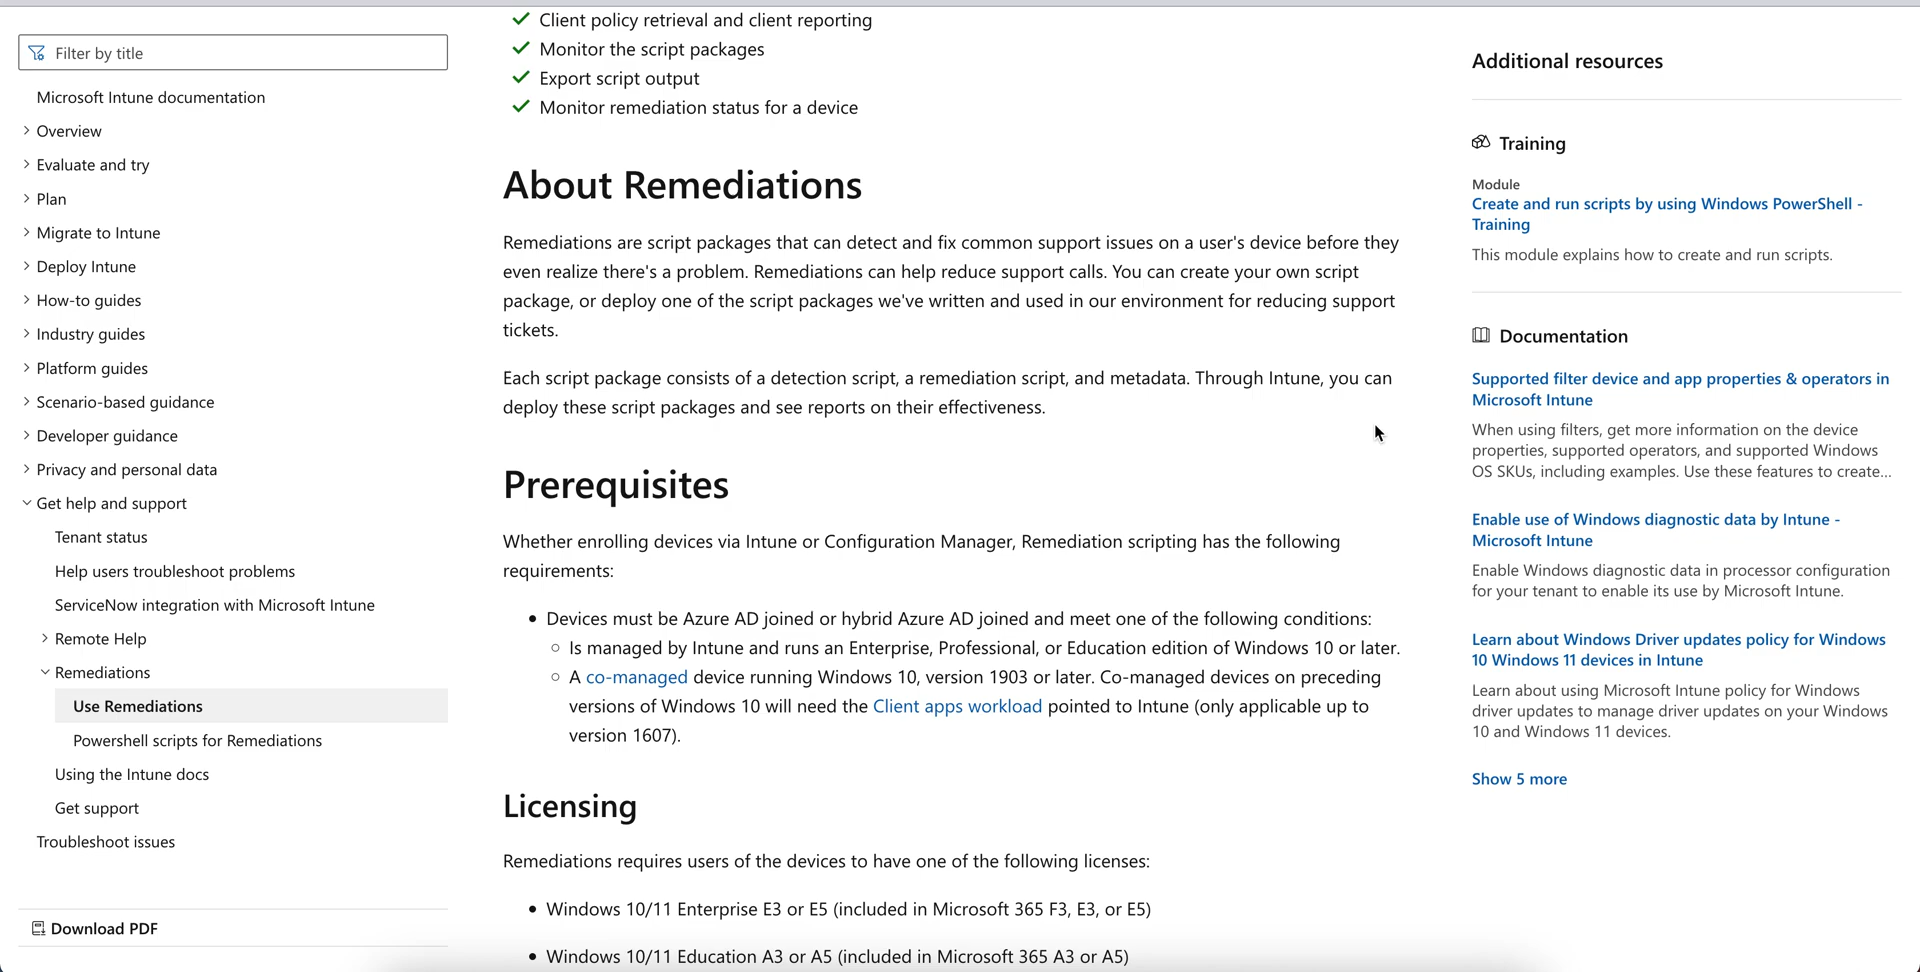 Filter by title
Microsoft Intune documentation
Overview
Evaluate and try
Plan
Migrate to Intune
Deploy Intune
How-to guides
Industry guides
Platform guides
Scenario-based guidance
Developer guidance
Privacy and personal data
Get help and support
Tenant status
Help users troubleshoot problems
ServiceNow integration with Microsoft Intune
Remote Help
Remediations
Use Remediations
Powershell scripts for Remediations
Using the Intune docs
Get support
Troubleshoot issues
Download PDF
Client policy retrieval and client reporting
Monitor the script packages
Export script output
Monitor remediation status for a device
About Remediations
Remediations are script packages that can detect and fix common support issues on a user's device before they
even realize there's a problem. Remediations can help reduce support calls. You can create your own script
package, or deploy one of the script packages we've written and used in our environment for reducing support
tickets.
Each script package consists of a detection script, a remediation script, and metadata. Through Intune, you can
deploy these script packages and see reports on their effectiveness.
Prerequisites
Whether enrolling devices via Intune or Configuration Manager, Remediation scripting has the following
requirements:
• Devices must be Azure AD joined or hybrid Azure AD joined and meet one of the following conditions:
○ Is managed by Intune and runs an Enterprise, Professional, or Education edition of Windows 10 or later.
○ A co-managed device running Windows 10, version 1903 or later. Co-managed devices on preceding
versions of Windows 10 will need the Client apps workload pointed to Intune (only applicable up to
version 1607).
Licensing
Remediations requires users of the devices to have one of the following licenses:
• Windows 10/11 Enterprise E3 or E5 (included in Microsoft 365 F3, E3, or E5)
• Windows 10/11 Education A3 or A5 (included in Microsoft 365 A3 or A5)
Additional resources
Training
Module
Create and run scripts by using Windows PowerShell -
Training
This module explains how to create and run scripts.
Documentation
Supported filter device and app properties & operators in
Microsoft Intune
When using filters, get more information on the device
properties, supported operators, and supported Windows
OS SKUs, including examples. Use these features to create...
Enable use of Windows diagnostic data by Intune -
Microsoft Intune
Enable Windows diagnostic data in processor configuration
for your tenant to enable its use by Microsoft Intune.
Learn about Windows Driver updates policy for Windows
10 Windows 11 devices in Intune
Learn about using Microsoft Intune policy for Windows
driver updates to manage driver updates on your Windows
10 and Windows 11 devices.
Show 5 more